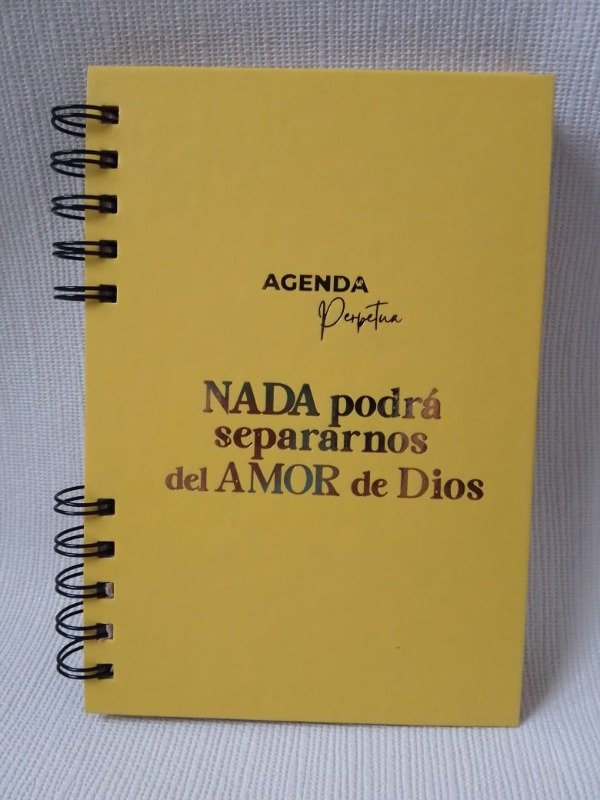 AGENDA
Perpetua
NADA podrá
separarnos
del AMOR de Dios